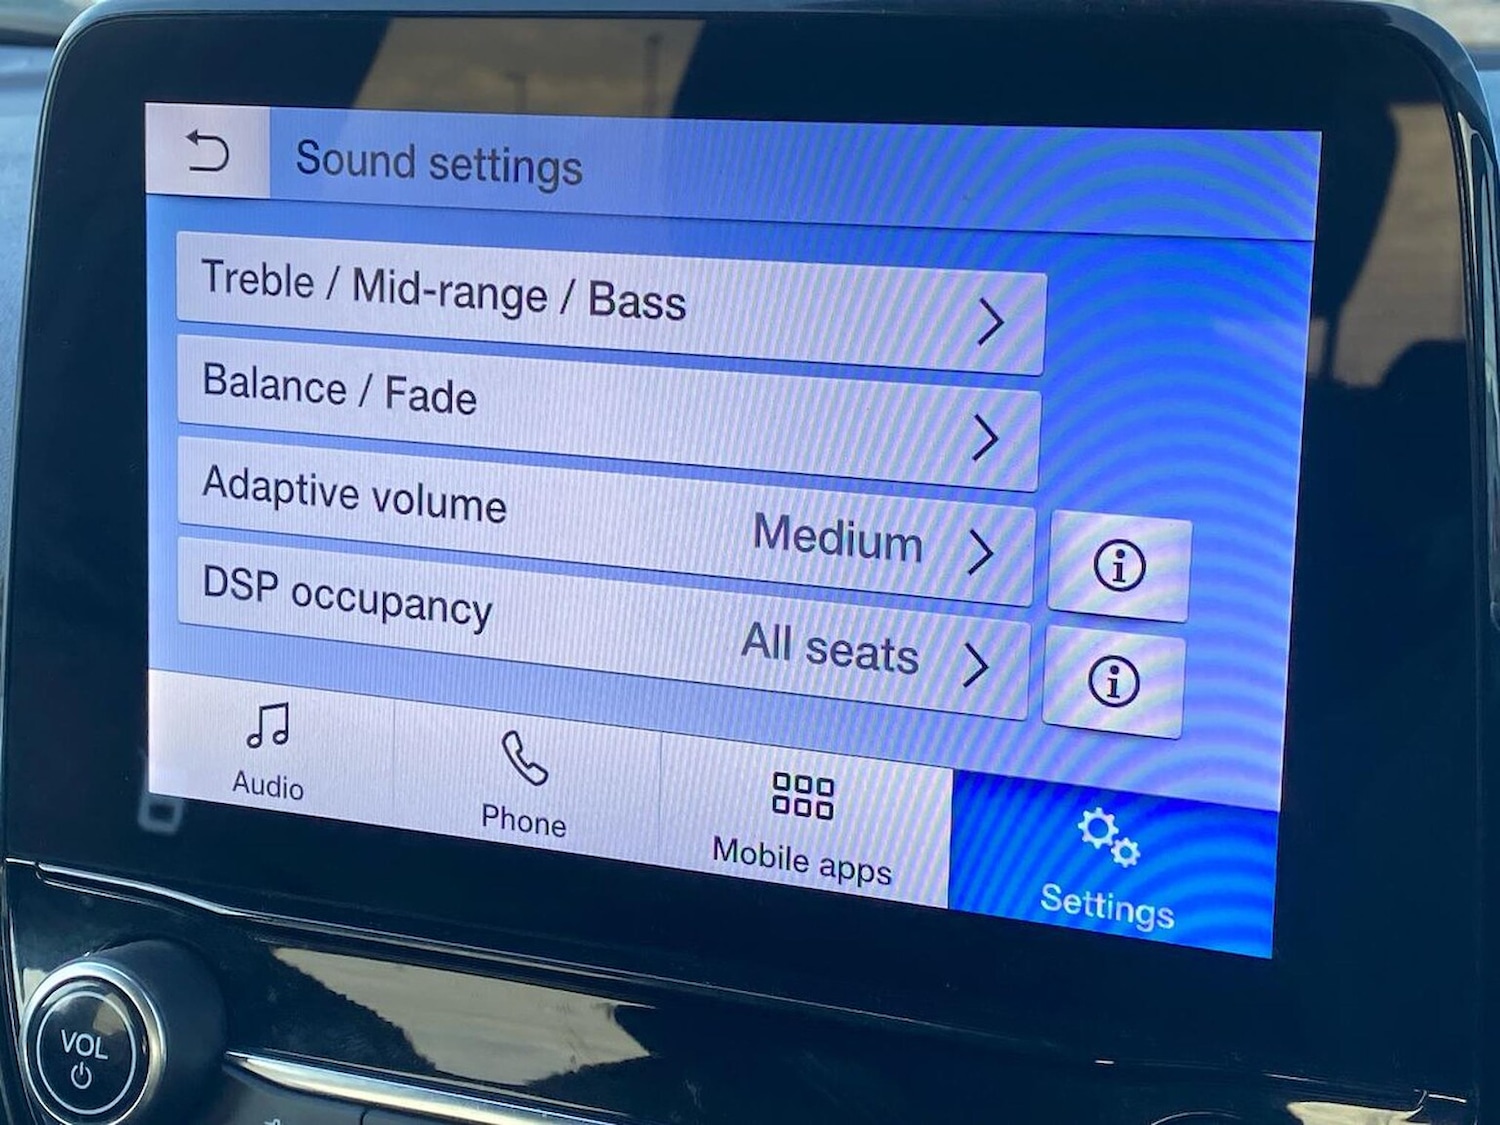 Sound settings
Treble / Mid-range / Bass
Balance / Fade
Adaptive volume Medium
DSP occupancy All seats
Audio
Phone
Mobile apps
Settings
VOL